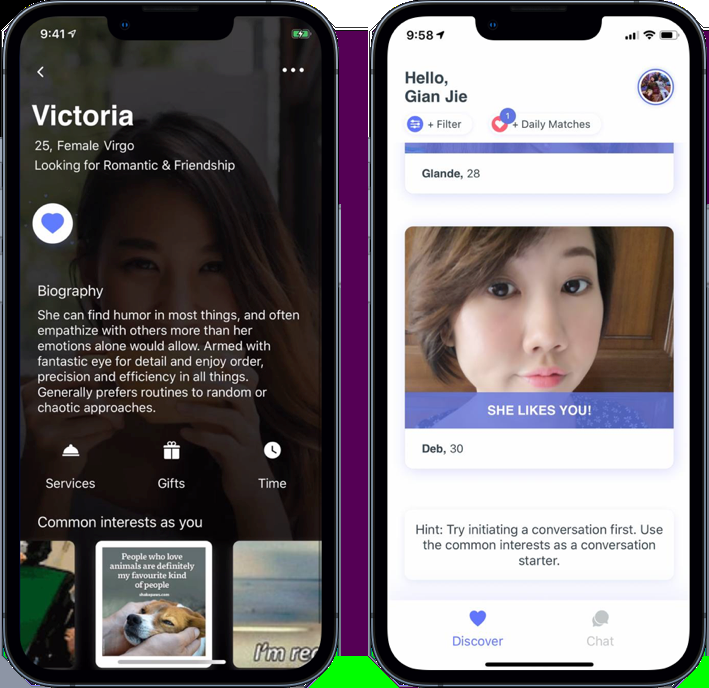 9:41
Victoria
25, Female Virgo
Looking for Romantic & Friendship
Biography
She can find humor in most things, and often
empathize with others more than her
emotions alone would allow. Armed with
fantastic eye for detail and enjoy order,
precision and efficiency in all things.
Generally prefers routines to random or
chaotic approaches.
Services
Gifts
Time
Common interests as you
People who love
animals are definitely
my favourite kind
of people
I'm
9:58
Hello,
Gian Jie
+ Filter
1
+ Daily Matches
Glande, 28
SHE LIKES YOU!
Deb, 30
Hint: Try initiating a conversation first. Use
the common interests as a conversation
starter.
Discover
Chat